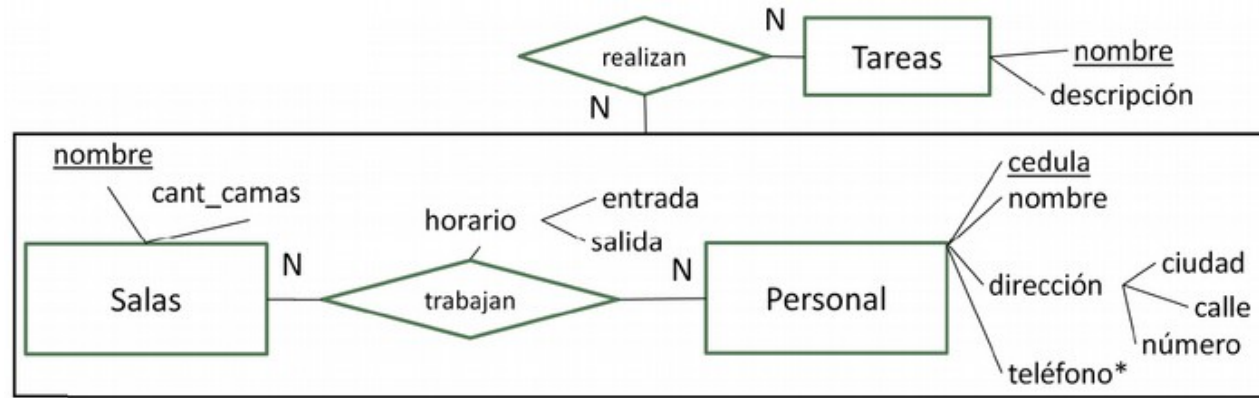 N
realizan
Tareas
nombre
descripción
N
nombre
cant_camas
horario
entrada
salida
cedula
nombre
dirección
ciudad
calle
número
teléfono*
Salas
N
trabajan
N
Personal